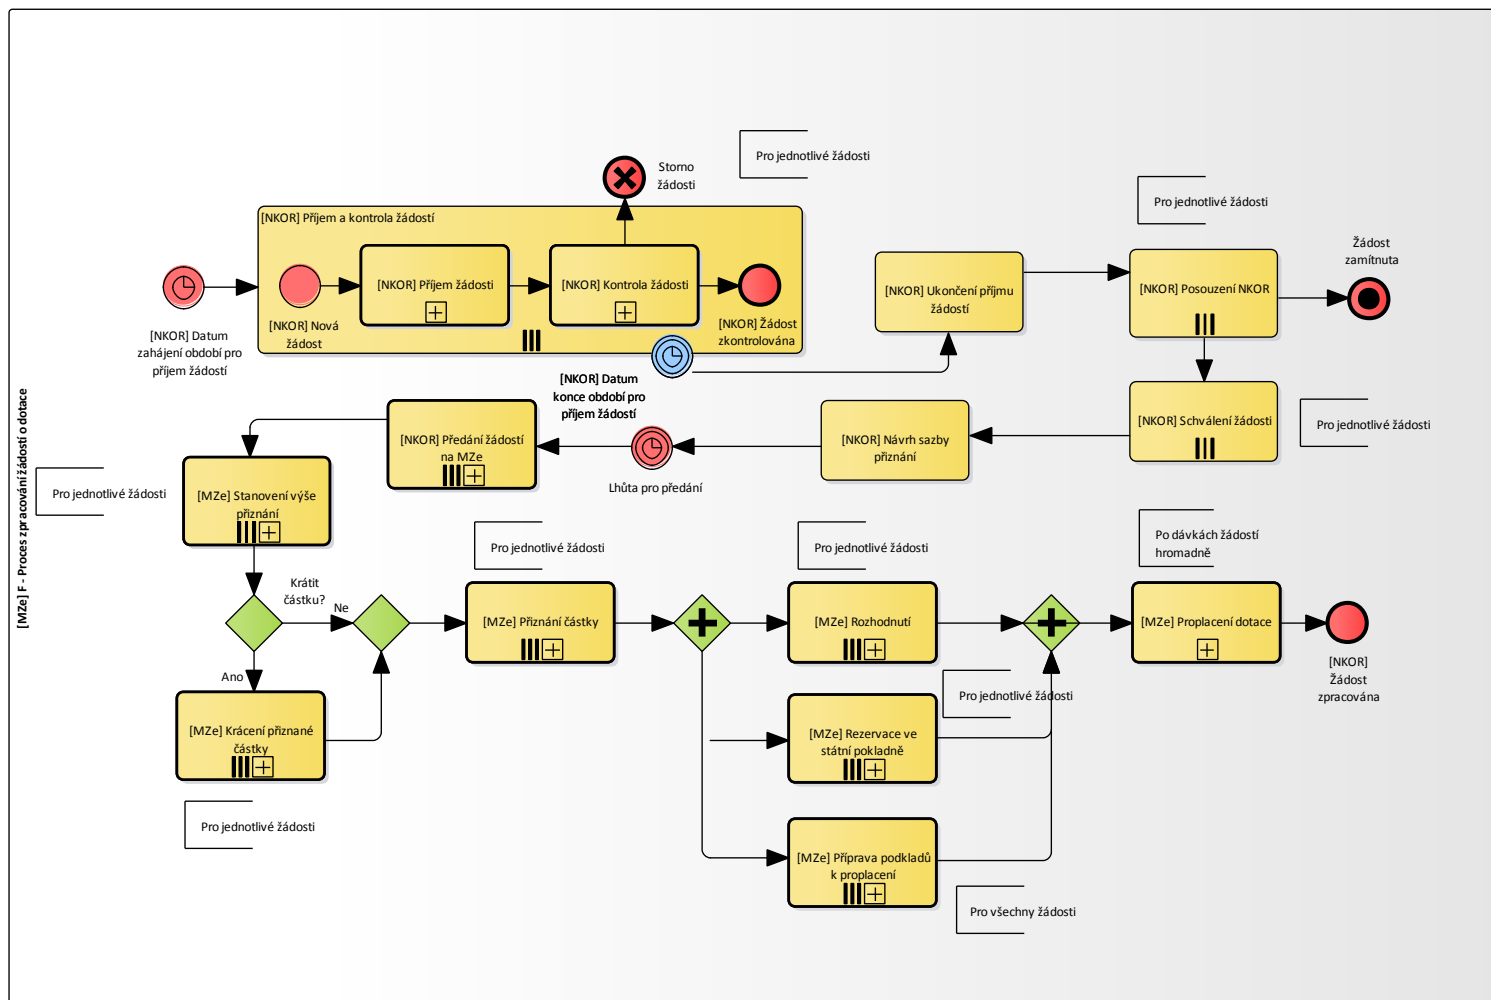 [MZe] F - Proces zpracování žádostí o dotace
Pro jednotlivé žádosti
Storno
žádosti
Pro jednotlivé žádosti
[NKOR] Příjem a kontrola žádostí
Žádost
zamítnuta
[NKOR] Příjem žádosti
[NKOR] Kontrola žádosti
[NKOR] Ukončení příjmu
žádostí
[NKOR] Posouzení NKOR
[NKOR] Nová
žádost
[NKOR] Žádost
zkontrolována
[NKOR] Datum
zahájení období pro
příjem žádostí
[NKOR] Datum
konce období pro
příjem žádostí
[NKOR] Předání žádostí
na MZe
Lhůta pro předání
[NKOR] Návrh sazby
přiznání
[NKOR] Schválení žádosti
Pro jednotlivé žádosti
Pro jednotlivé žádosti
[MZe] Stanovení výše
přiznání
Pro jednotlivé žádosti
Pro jednotlivé žádosti
Po dávkách žádostí
hromadně
Krátit
částku?
Ne
Ano
[MZe] Přiznání částky
[MZe] Rozhodnutí
[MZe] Proplacení dotace
[NKOR]
Žádost
zpracována
Pro jednotlivé žádosti
[MZe] Krácení přiznané
částky
[MZe] Rezervace ve
státní pokladně
Pro jednotlivé žádosti
[MZe] Příprava podkladů
k proplacení
Pro všechny žádosti